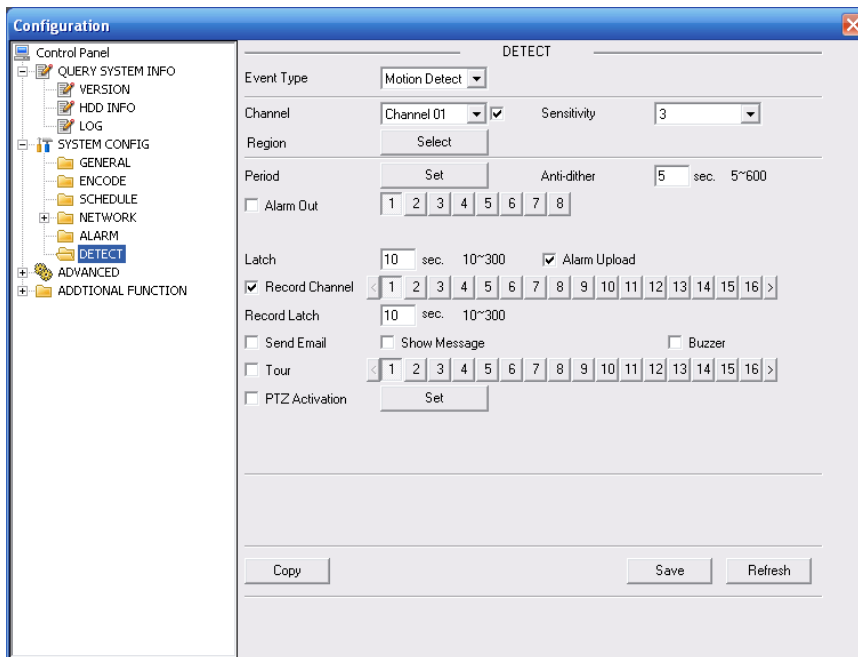 Configuration
Control Panel
QUERY SYSTEM INFO
VERSION
HDD INFO
LOG
SYSTEM CONFIG
GENERAL
ENCODE
SCHEDULE
NETWORK
ALARM
DETECT
ADVANCED
ADDTIONAL FUNCTION
DETECT
Event Type Motion Detect
Channel Channel 01 Sensitivity 3
Region Select
Period Set Anti-dither 5 sec. 5~600
Alarm Out 1 2 3 4 5 6 7 8
Latch 10 sec. 10~300 Alarm Upload
Record Channel < 1 2 3 4 5 6 7 8 9 10 11 12 13 14 15 16 >
Record Latch 10 sec. 10~300
Send Email Show Message Buzzer
Tour < 1 2 3 4 5 6 7 8 9 10 11 12 13 14 15 16 >
PTZ Activation Set
Copy Save Refresh